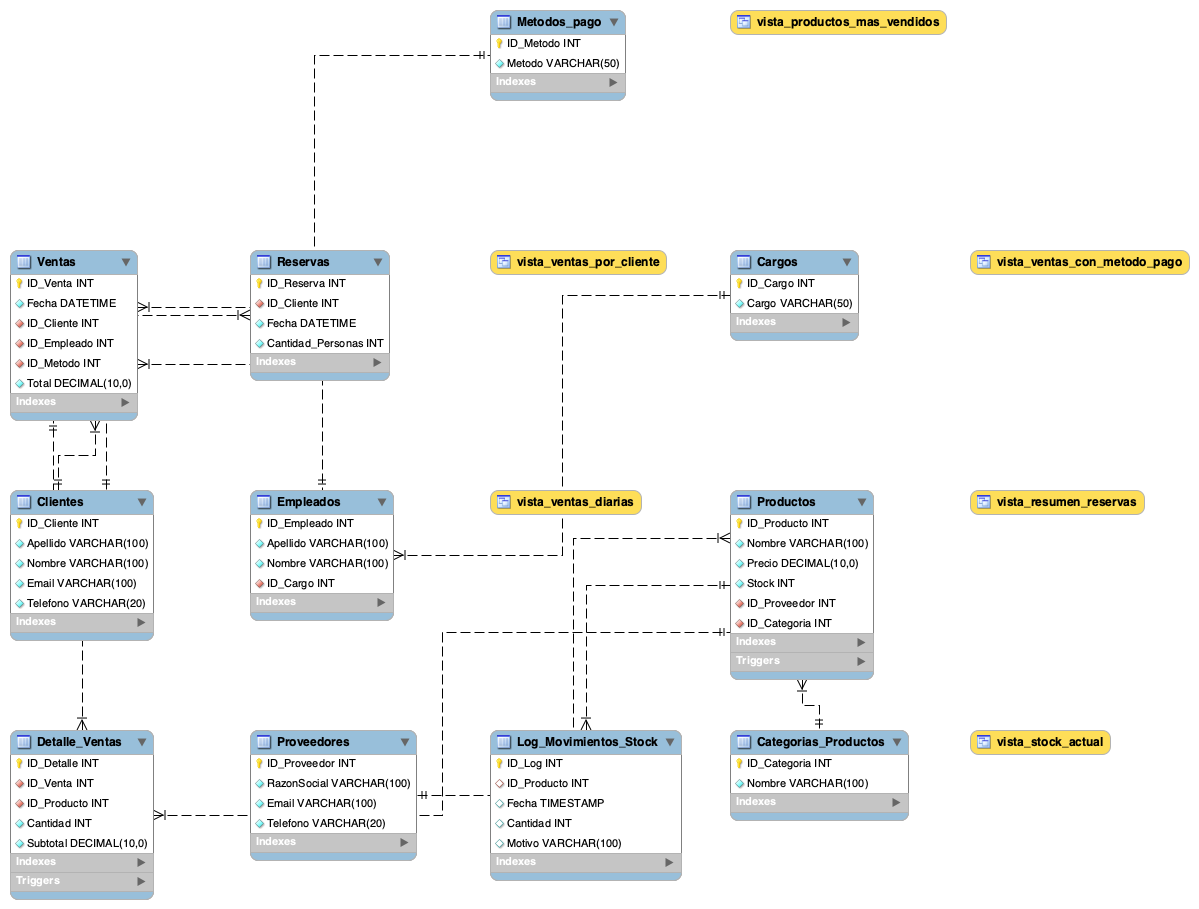 Metodos_pago
ID_Metodo INT
Metodo VARCHAR(50)
Indexes
vista_productos_mas_vendidos
Ventas
ID_Venta INT
Fecha DATETIME
ID_Cliente INT
ID_Empleado INT
ID_Metodo INT
Total DECIMAL(10,0)
Indexes
Reservas
ID_Reserva INT
ID_Cliente INT
Fecha DATETIME
Cantidad_Personas INT
Indexes
vista_ventas_por_cliente
Cargos
ID_Cargo INT
Cargo VARCHAR(50)
Indexes
vista_ventas_con_metodo_pago
Clientes
ID_Cliente INT
Apellido VARCHAR(100)
Nombre VARCHAR(100)
Email VARCHAR(100)
Telefono VARCHAR(20)
Indexes
Empleados
ID_Empleado INT
Apellido VARCHAR(100)
Nombre VARCHAR(100)
ID_Cargo INT
Indexes
vista_ventas_diarias
Productos
ID_Producto INT
Nombre VARCHAR(100)
Precio DECIMAL(10,0)
Stock INT
ID_Proveedor INT
ID_Categoria INT
Indexes
Triggers
vista_resumen_reservas
Detalle_Ventas
ID_Detalle INT
ID_Venta INT
ID_Producto INT
Cantidad INT
Subtotal DECIMAL(10,0)
Indexes
Triggers
Proveedores
ID_Proveedor INT
RazonSocial VARCHAR(100)
Email VARCHAR(100)
Telefono VARCHAR(20)
Indexes
Log_Movimientos_Stock
ID_Log INT
ID_Producto INT
Fecha TIMESTAMP
Cantidad INT
Motivo VARCHAR(100)
Indexes
Categorias_Productos
ID_Categoria INT
Nombre VARCHAR(100)
Indexes
vista_stock_actual